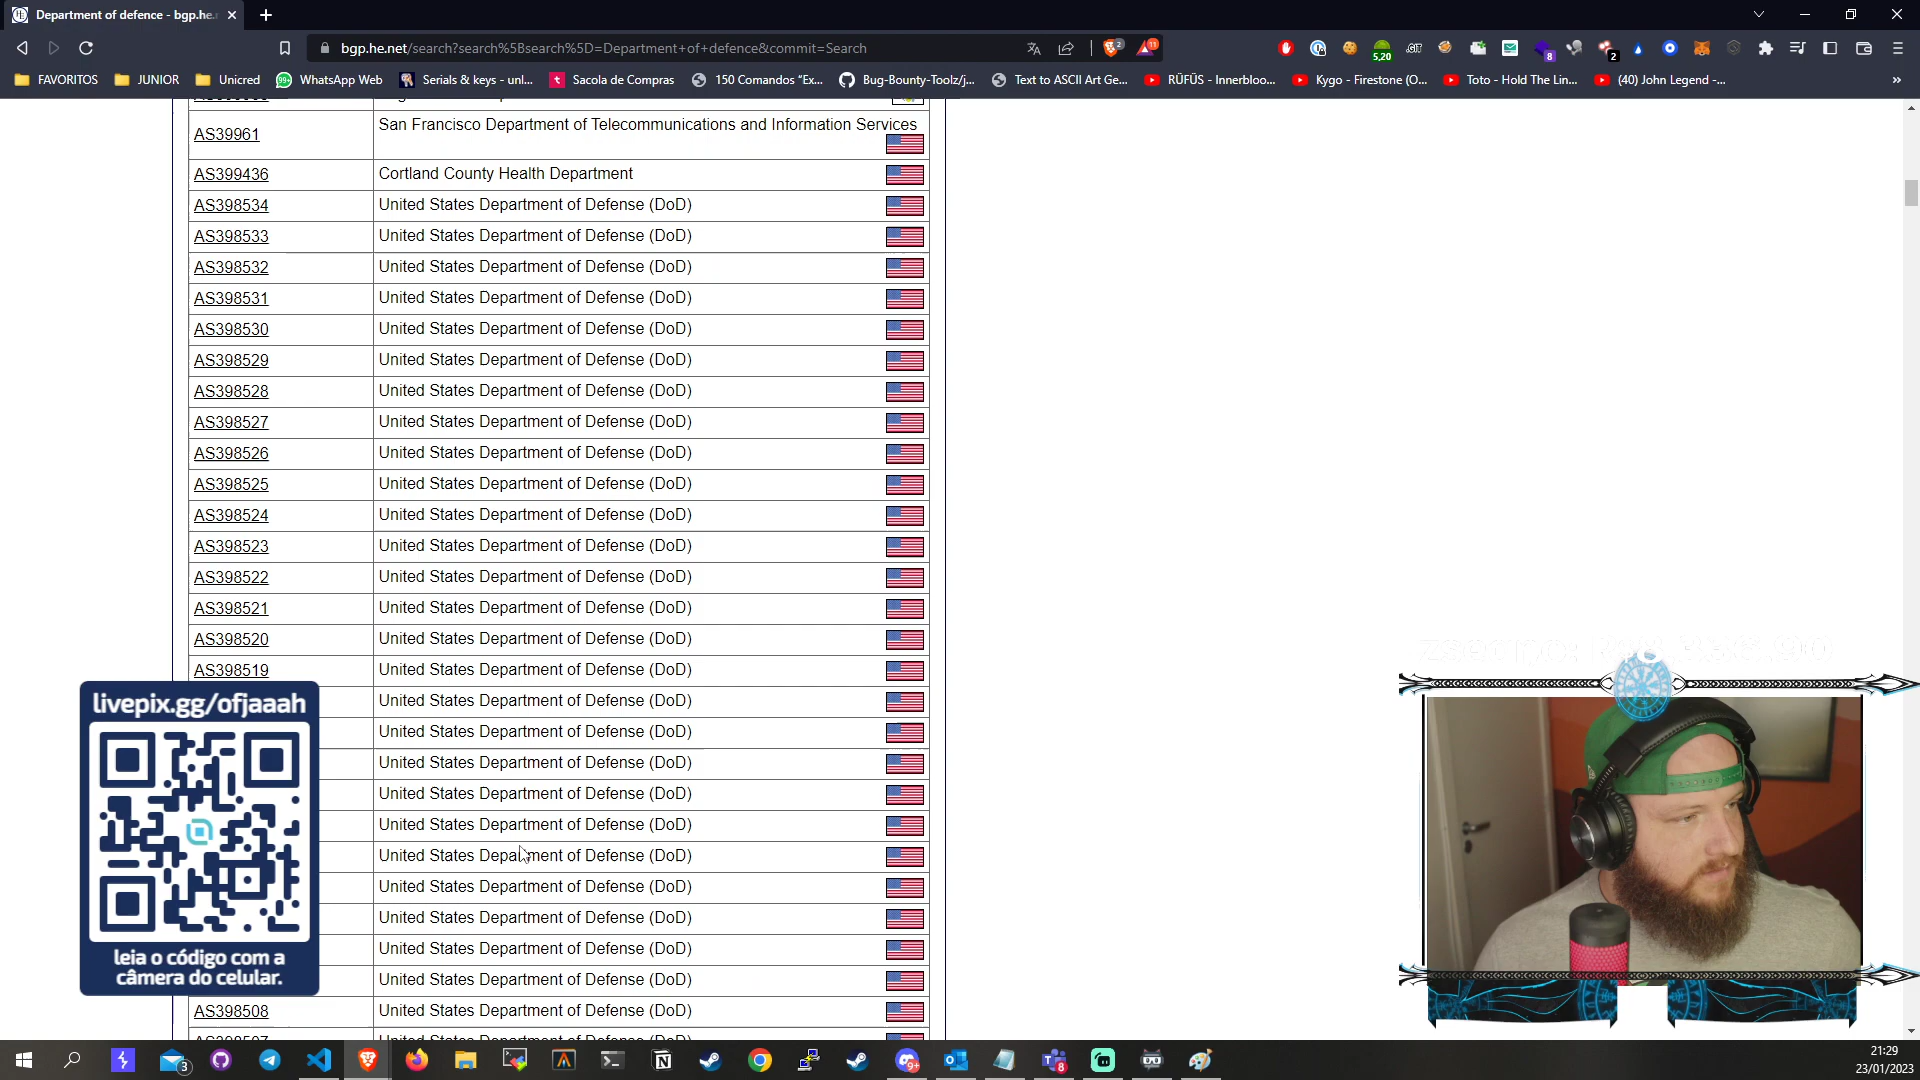 Department of defence - bgp.he.
bgp.he.net/search?search%5Bsearch%5D=Department+of+defence&commit=Search
FAVORITOS
JUNIOR
Unicred
WhatsApp Web
Serials & keys - unl...
Sacola de Compras
150 Comandos "Ex...
Bug-Bounty-Toolz/j...
Text to ASCII Art Ge...
RÜFÜS - Innerbloo...
Kygo - Firestone (O...
Toto - Hold The Lin...
(40) John Legend -...
AS39961 San Francisco Department of Telecommunications and Information Services
AS399436 Cortland County Health Department
AS398534 United States Department of Defense (DoD)
AS398533 United States Department of Defense (DoD)
AS398532 United States Department of Defense (DoD)
AS398531 United States Department of Defense (DoD)
AS398530 United States Department of Defense (DoD)
AS398529 United States Department of Defense (DoD)
AS398528 United States Department of Defense (DoD)
AS398527 United States Department of Defense (DoD)
AS398526 United States Department of Defense (DoD)
AS398525 United States Department of Defense (DoD)
AS398524 United States Department of Defense (DoD)
AS398523 United States Department of Defense (DoD)
AS398522 United States Department of Defense (DoD)
AS398521 United States Department of Defense (DoD)
AS398520 United States Department of Defense (DoD)
AS398519 United States Department of Defense (DoD)
United States Department of Defense (DoD)
United States Department of Defense (DoD)
United States Department of Defense (DoD)
United States Department of Defense (DoD)
United States Department of Defense (DoD)
United States Department of Defense (DoD)
United States Department of Defense (DoD)
United States Department of Defense (DoD)
United States Department of Defense (DoD)
United States Department of Defense (DoD)
AS398508 United States Department of Defense (DoD)
livepix.gg/ofjaaah
leia o código com a
câmera do celular.
21:29
23/01/2023